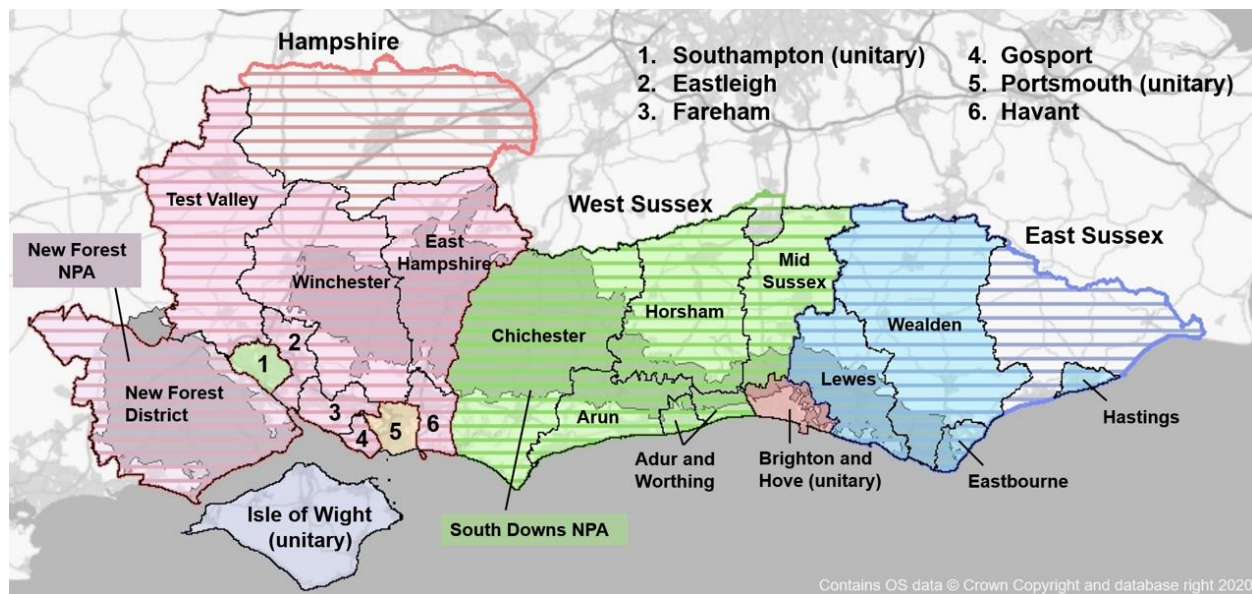 Hampshire
1. Southampton (unitary)
2. Eastleigh
3. Fareham
4. Gosport
5. Portsmouth (unitary)
6. Havant
Test Valley
West Sussex
East Sussex
New Forest
NPA
East
Hampshire
Winchester
Mid
Sussex
Horsham
Chichester
Wealden
2
1
New Forest
District
Lewes
3
4
5
6
Arun
Hastings
Adur and
Worthing
Brighton and
Hove (unitary)
Eastbourne
Isle of Wight
(unitary)
South Downs NPA
Contains OS data © Crown Copyright and database right 2020